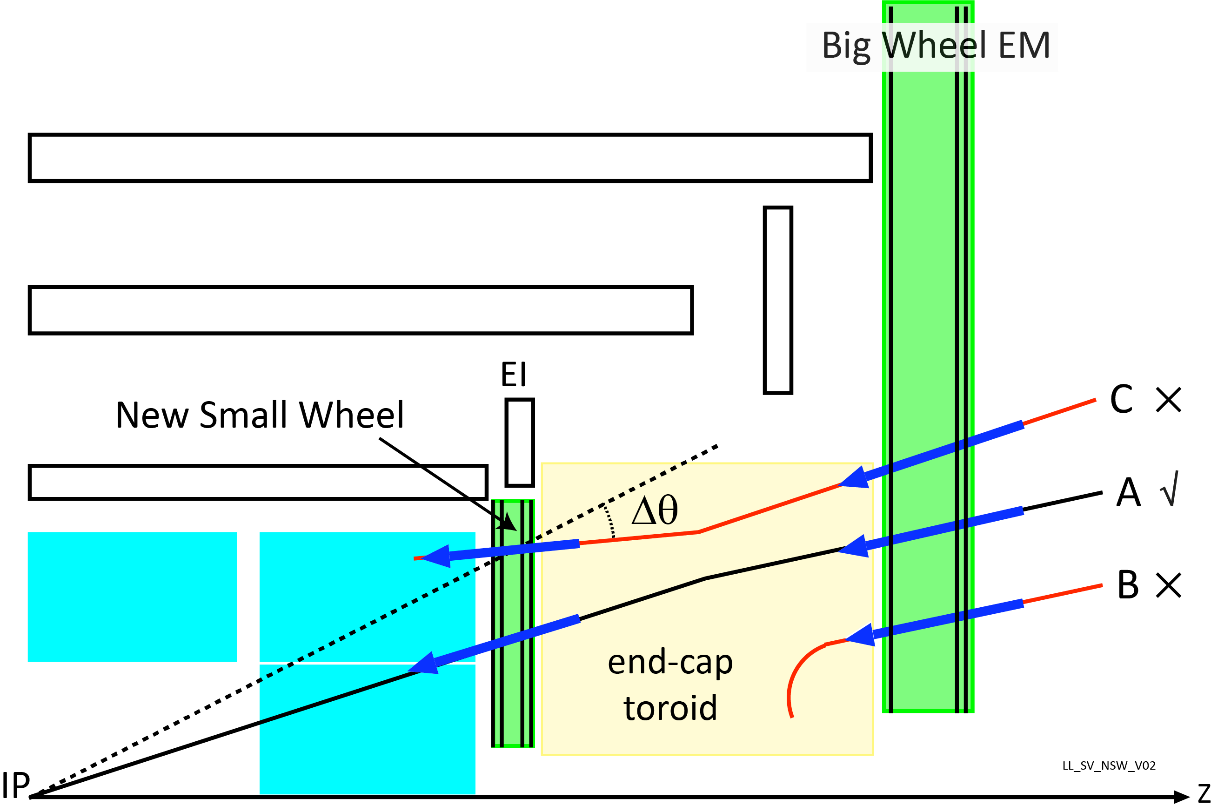 Big Wheel EM
EI
New Small Wheel
C ×
A √
Δθ
B ×
end-cap
toroid
LL_SV_NSW_V02
IP
z